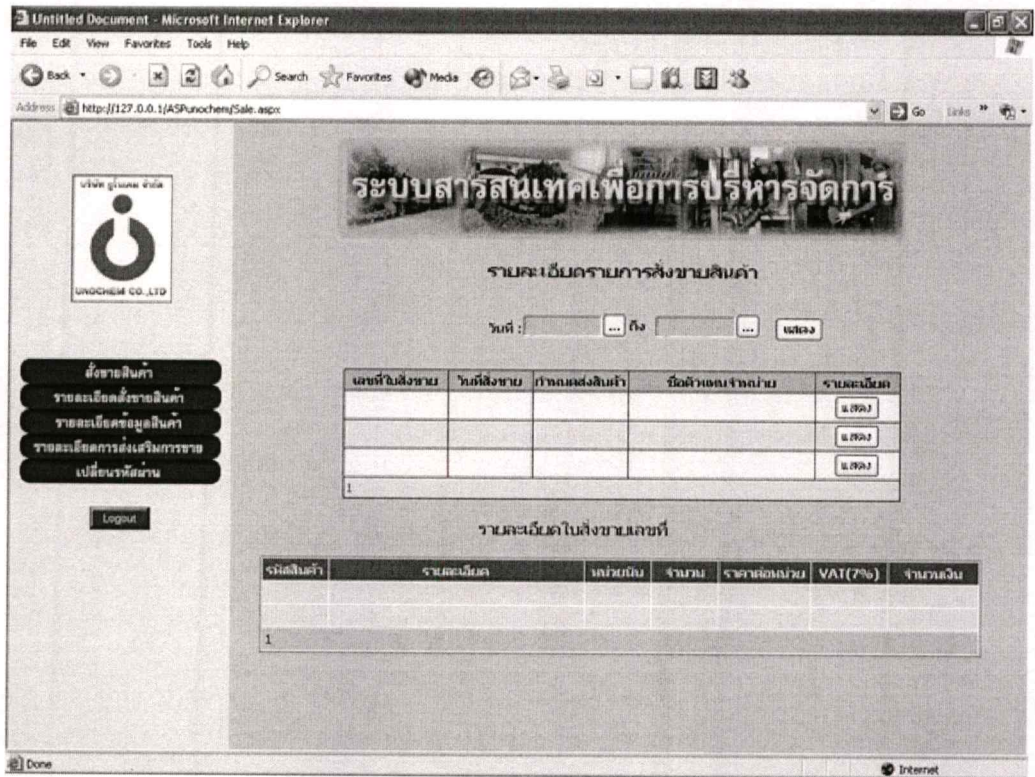 Untitled Document - Microsoft Internet Explorer
File Edit View Favorites Tools Help
Back Search Favorites Media
Address http://127.0.0.1/ASPunochem/Sale.aspx Go Links »
บริษัท ยูโนเคม จำกัด
UNOCHEM CO.,LTD
ระบบสารสนเทศเพื่อการบริหารจัดการ
รายละเอียดรายการสั่งขายสินค้า
วันที่ : ... ถึง ... แสดง
สั่งขายสินค้า
รายละเอียดสั่งขายสินค้า
รายละเอียดข้อมูลสินค้า
รายละเอียดการส่งเสริมการขาย
เปลี่ยนรหัสผ่าน
Logout
เลขที่ใบสั่งขาย วันที่สั่งขาย กำหนดส่งสินค้า ชื่อตัวแทนจำหน่าย รายละเอียด
แสดง
แสดง
แสดง
1
รายละเอียดใบสั่งขายเลขที่
รหัสสินค้า รายละเอียด หน่วยนับ จำนวน ราคาต่อหน่วย VAT(7%) จำนวนเงิน
1
Done Internet